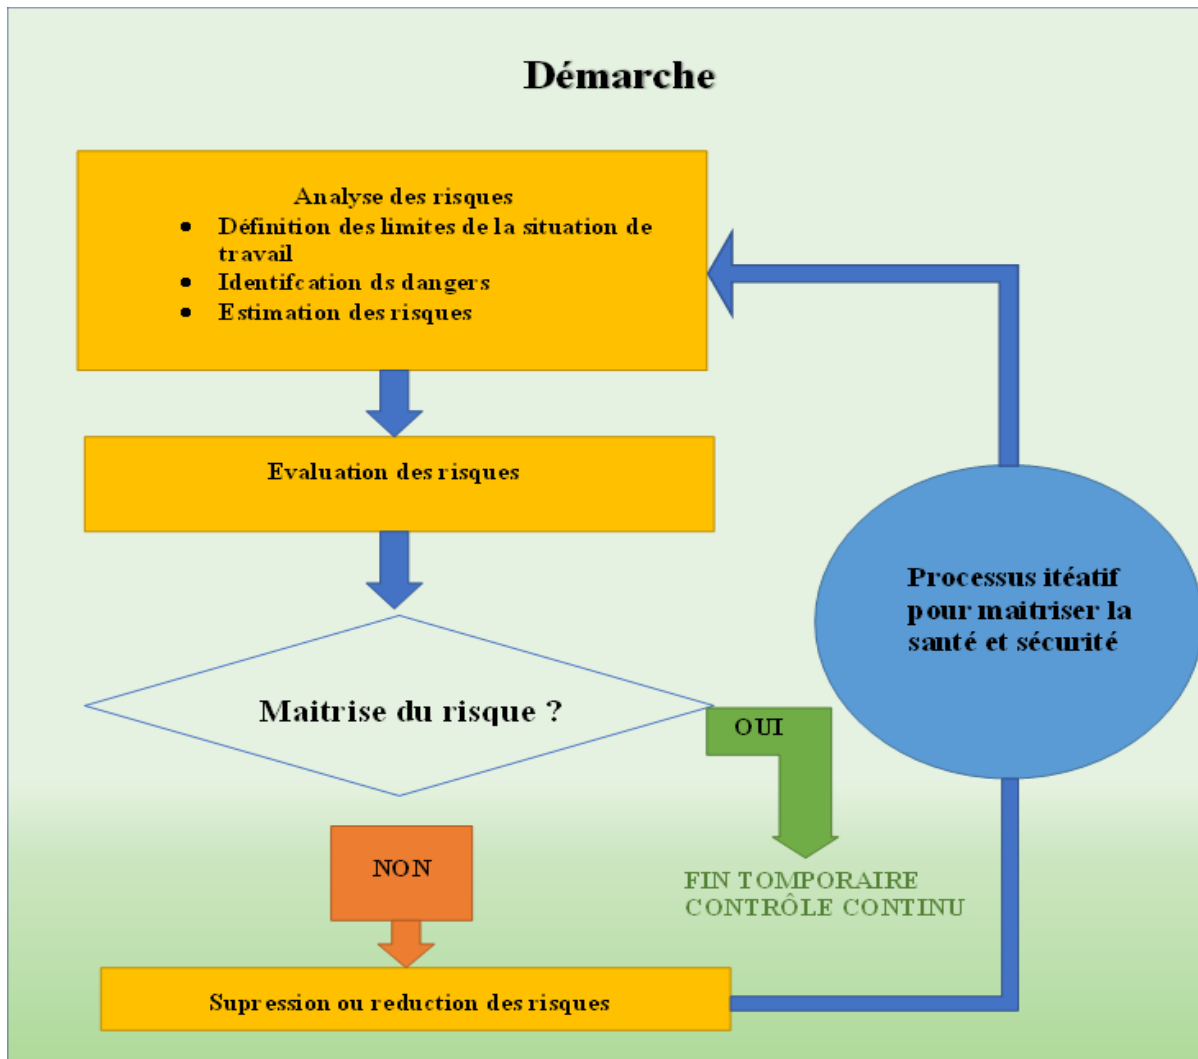 Démarche
Analyse des risques
• Définition des limites de la situation de
travail
• Identifcation ds dangers
• Estimation des risques
Evaluation des risques
Processus itéatif
pour maitriser la
santé et sécurité
Maitrise du risque ?
OUI
NON
FIN TOMPORAIRE
CONTRÔLE CONTINU
Supression ou reduction des risques